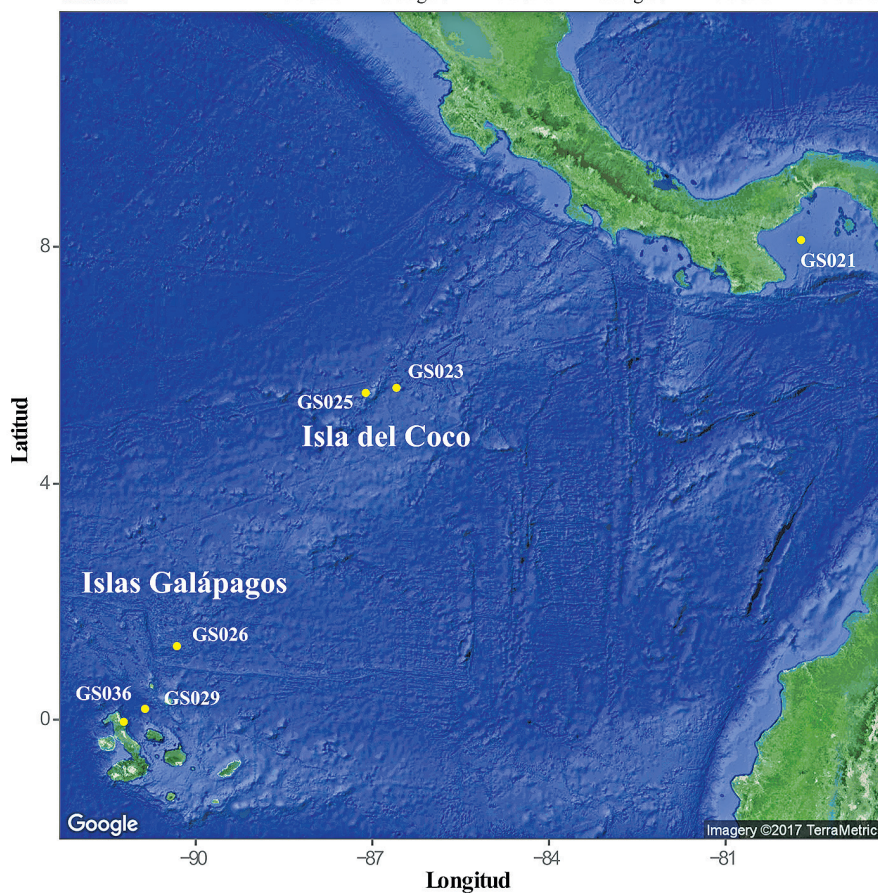 8
GS021
GS023
GS025
Isla del Coco
Latitud
4
Islas Galápagos
GS026
GS036
GS029
0
Google
Imagery ©2017 TerraMetric
−90
−87
−84
−81
Longitud